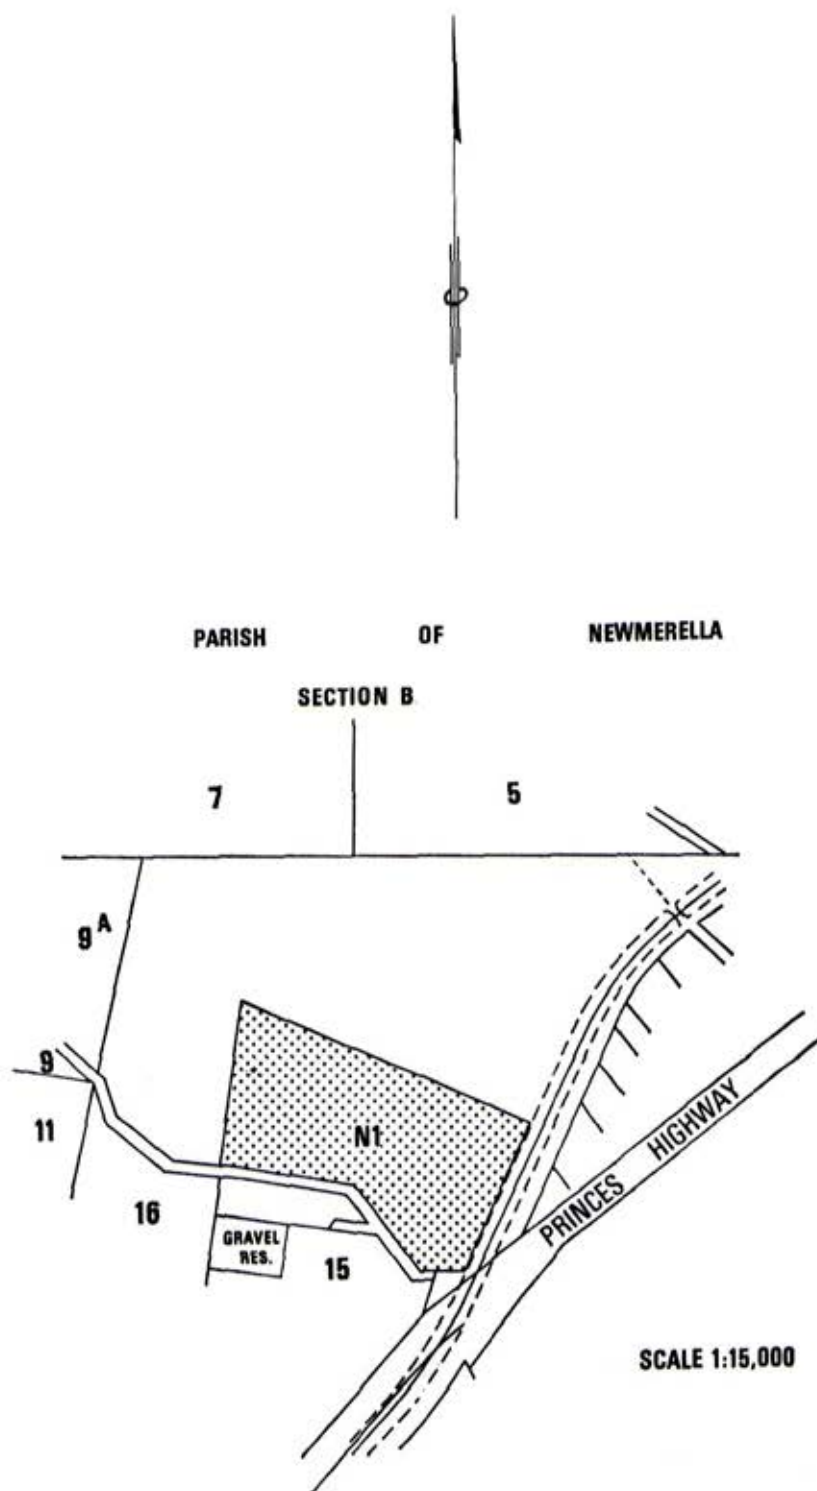 PARISH OF NEWMERELLA
SECTION B
7
5
9A
9
11
N1
16
GRAVEL
RES.
15
PRINCES HIGHWAY
SCALE 1:15,000